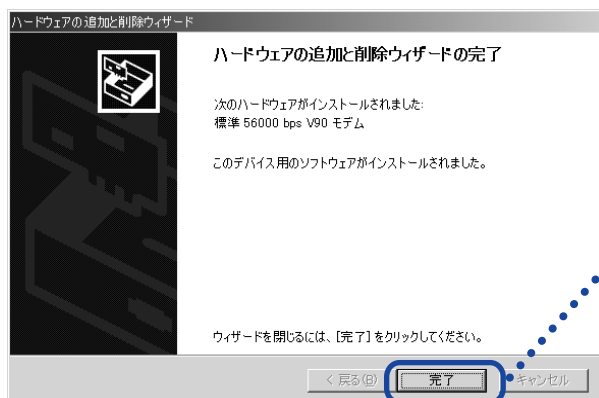 ハードウェアの追加と削除ウィザード
ハードウェアの追加と削除ウィザードの完了
次のハードウェアがインストールされました:
標準 56000 bps V90 モデム
このデバイス用のソフトウェアがインストールされました。
ウィザードを閉じるには、[完了] をクリックしてください。
< 戻る(B)
完了
キャンセル